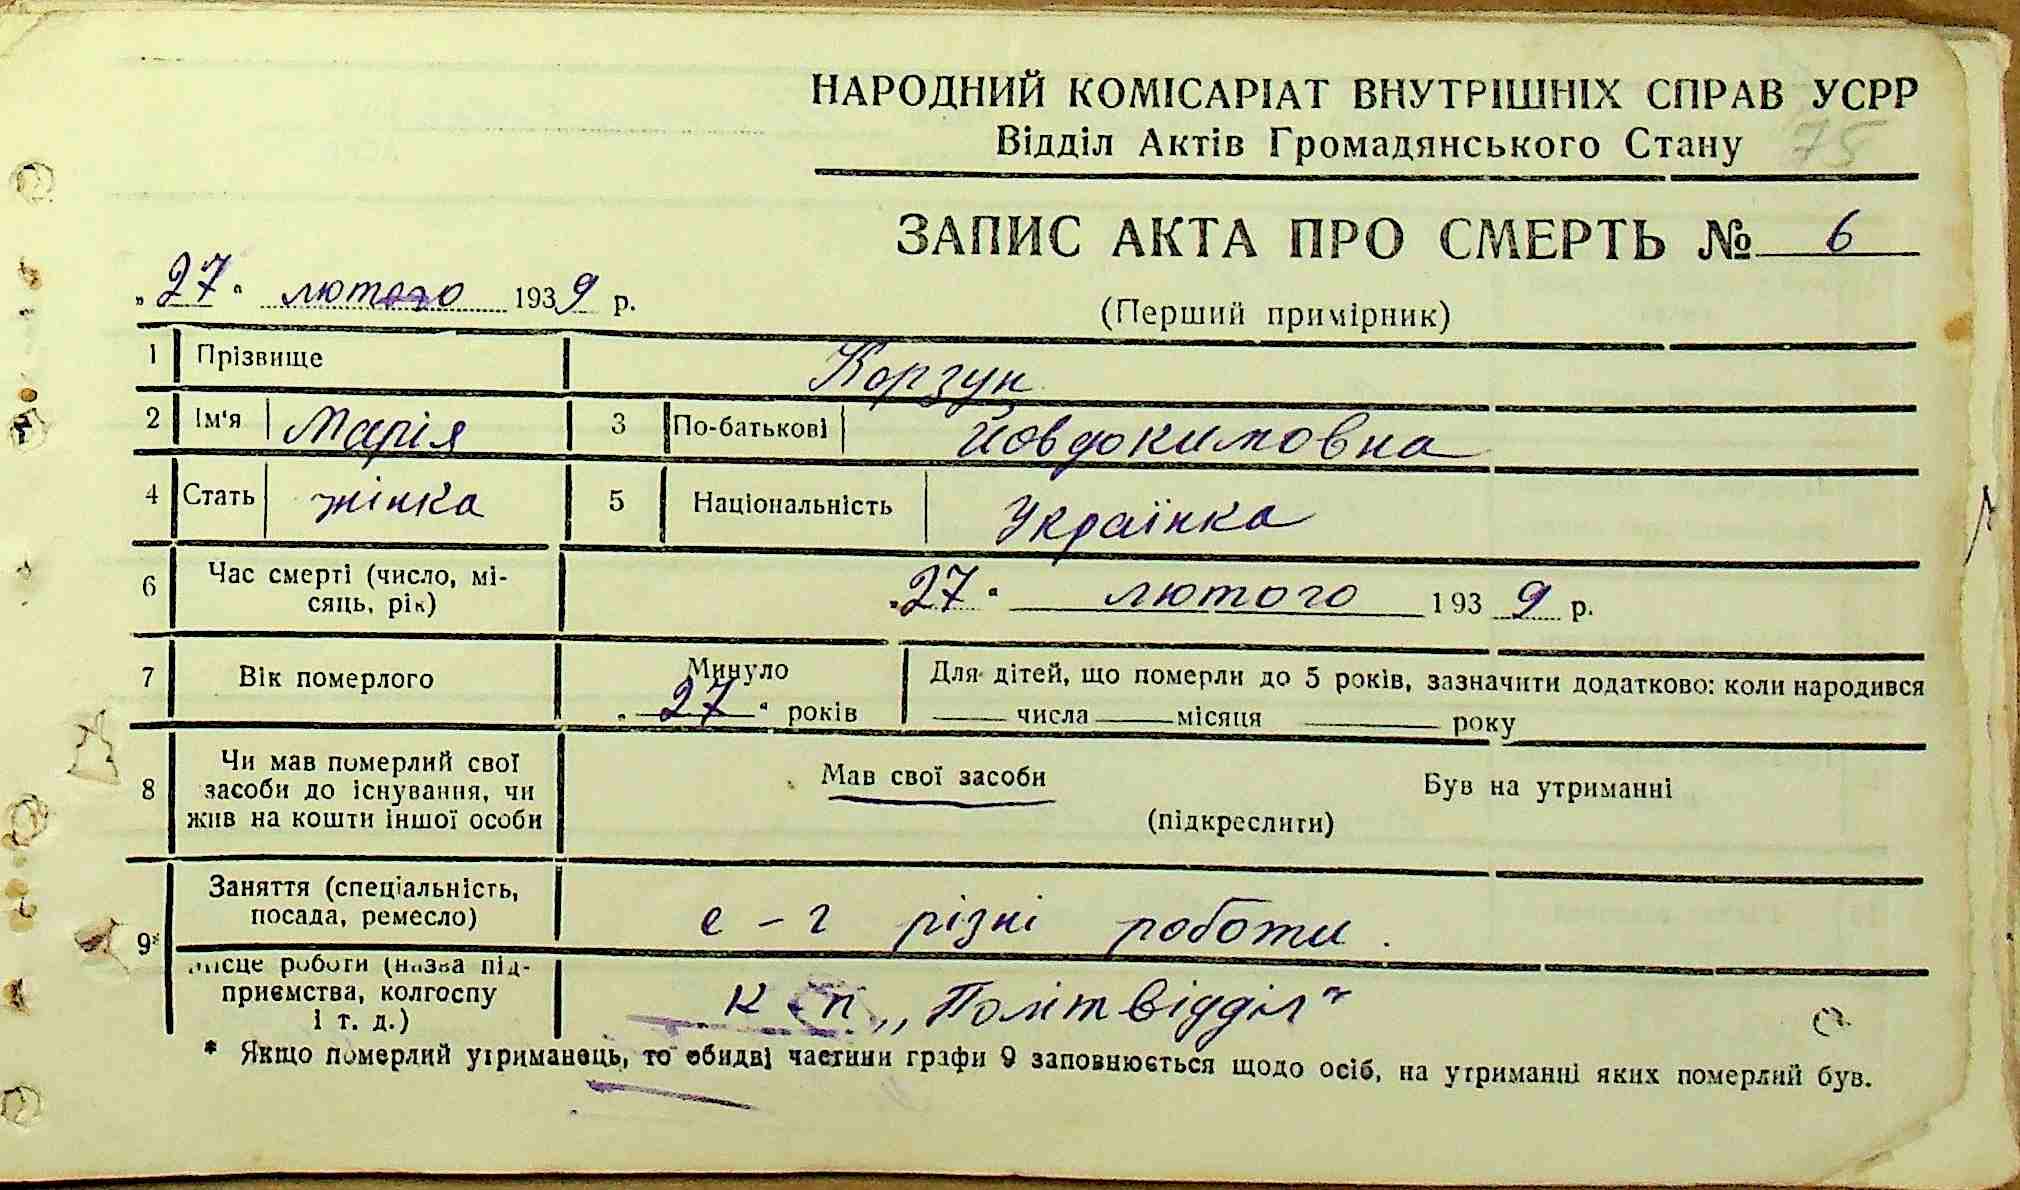 НАРОДНИЙ КОМІСАРІАТ ВНУТРІШНІХ СПРАВ УСРР
Відділ Актів Громадянського Стану 75
ЗАПИС АКТА ПРО СМЕРТЬ № 6
„27“ лютого 1939 р.
(Перший примірник)
1 Прізвище Корзун
2 Ім'я Марія 3 По-батькові Йовдокимовна
4 Стать жінка 5 Національність Українка
6 Час смерті (число, мі-
сяць, рік) „27“ лютого 1939 р.
7 Вік померлого Минуло „27“ років
Для дітей, що померли до 5 років, зазначити додатково: коли народився
числа місяця року
8 Чи мав померлий свої
засоби до існування, чи
жив на кошти іншої особи
Мав свої засоби Був на утриманні
(підкреслити)
9* Заняття (спеціальність,
посада, ремесло) с-г різні роботи.
Місце роботи (назва під-
приємства, колгоспу
і т. д.) к-п „Політвідділ"
* Якщо померлий утриманець, то обидві частини графи 9 заповнюється щодо осіб, на утриманні яких померлий був.